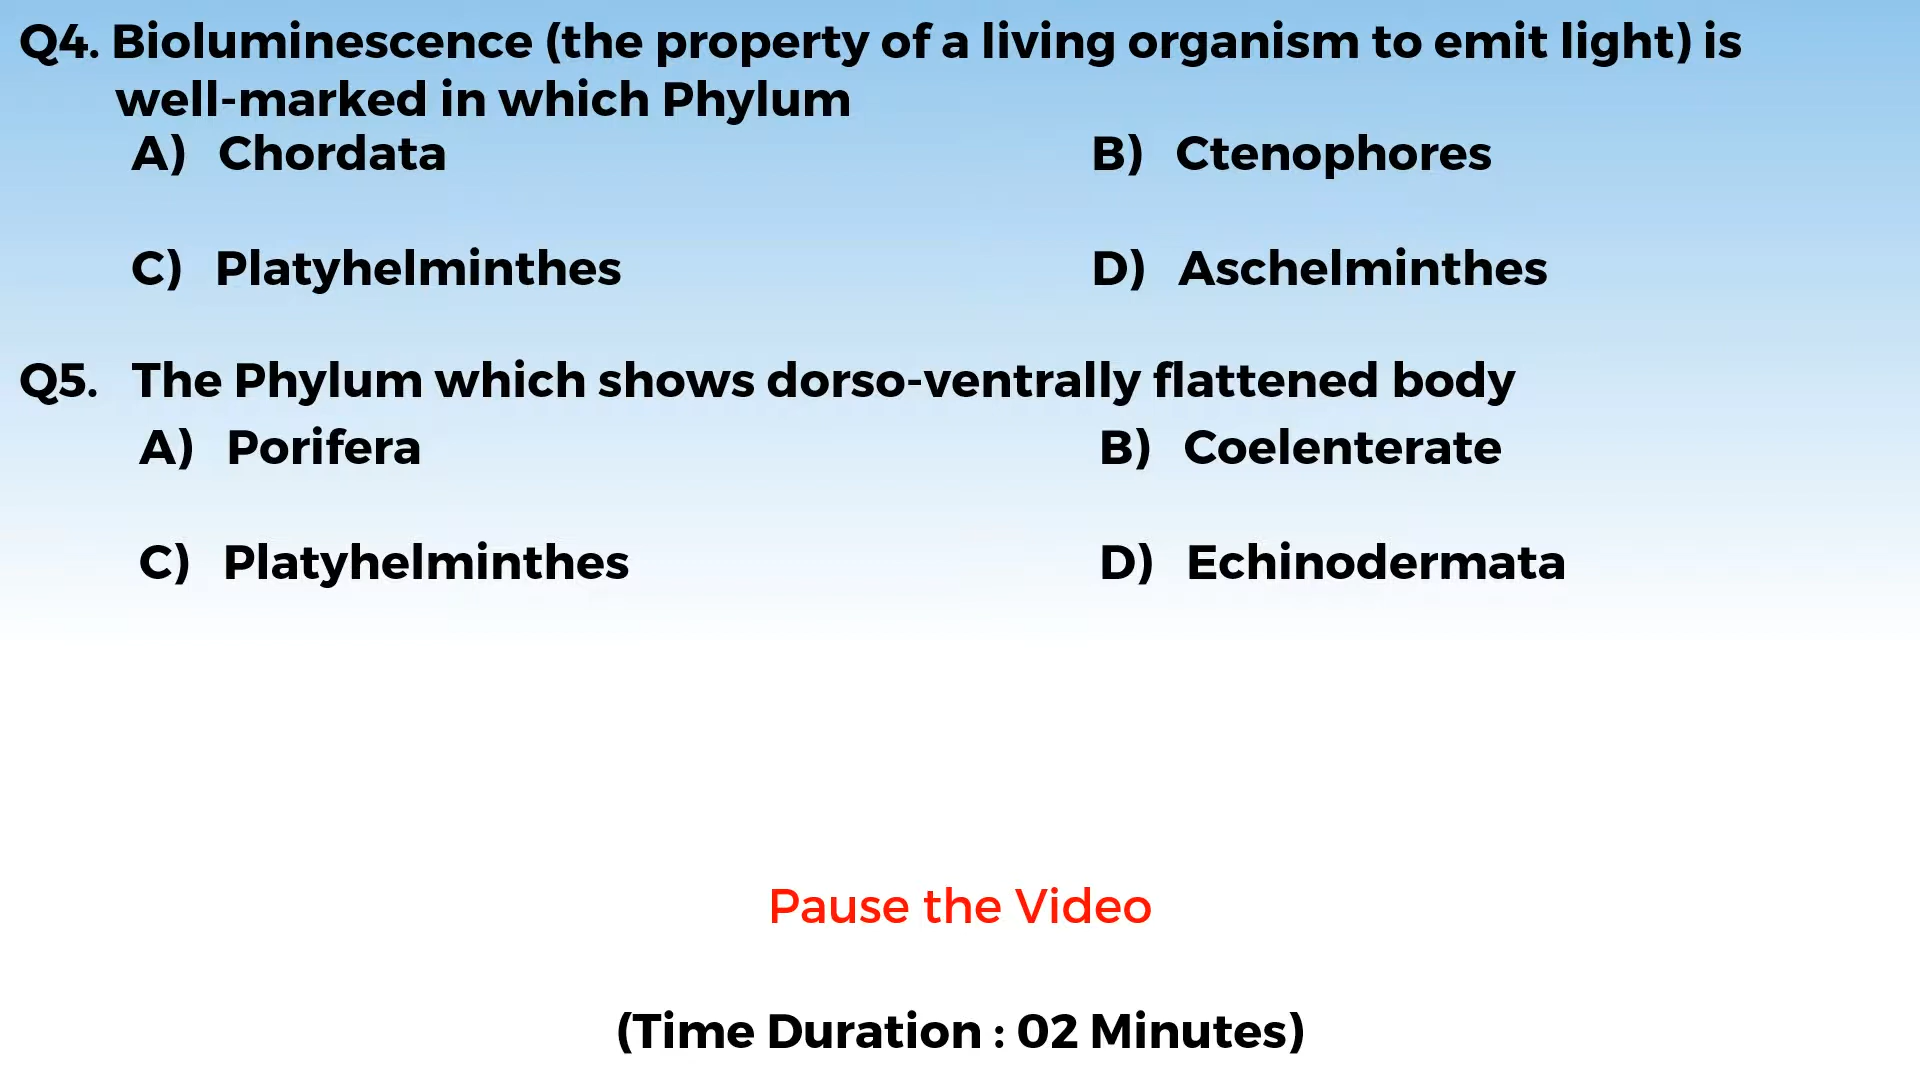 Q4. Bioluminescence (the property of a living organism to emit light) is
well-marked in which Phylum
A) Chordata B) Ctenophores
C) Platyhelminthes D) Aschelminthes
Q5. The Phylum which shows dorso-ventrally flattened body
A) Porifera B) Coelenterate
C) Platyhelminthes D) Echinodermata
Pause the Video
(Time Duration : 02 Minutes)